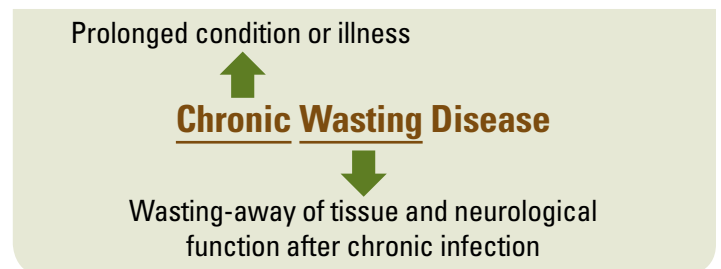 Prolonged condition or illness
Chronic Wasting Disease
Wasting-away of tissue and neurological
function after chronic infection